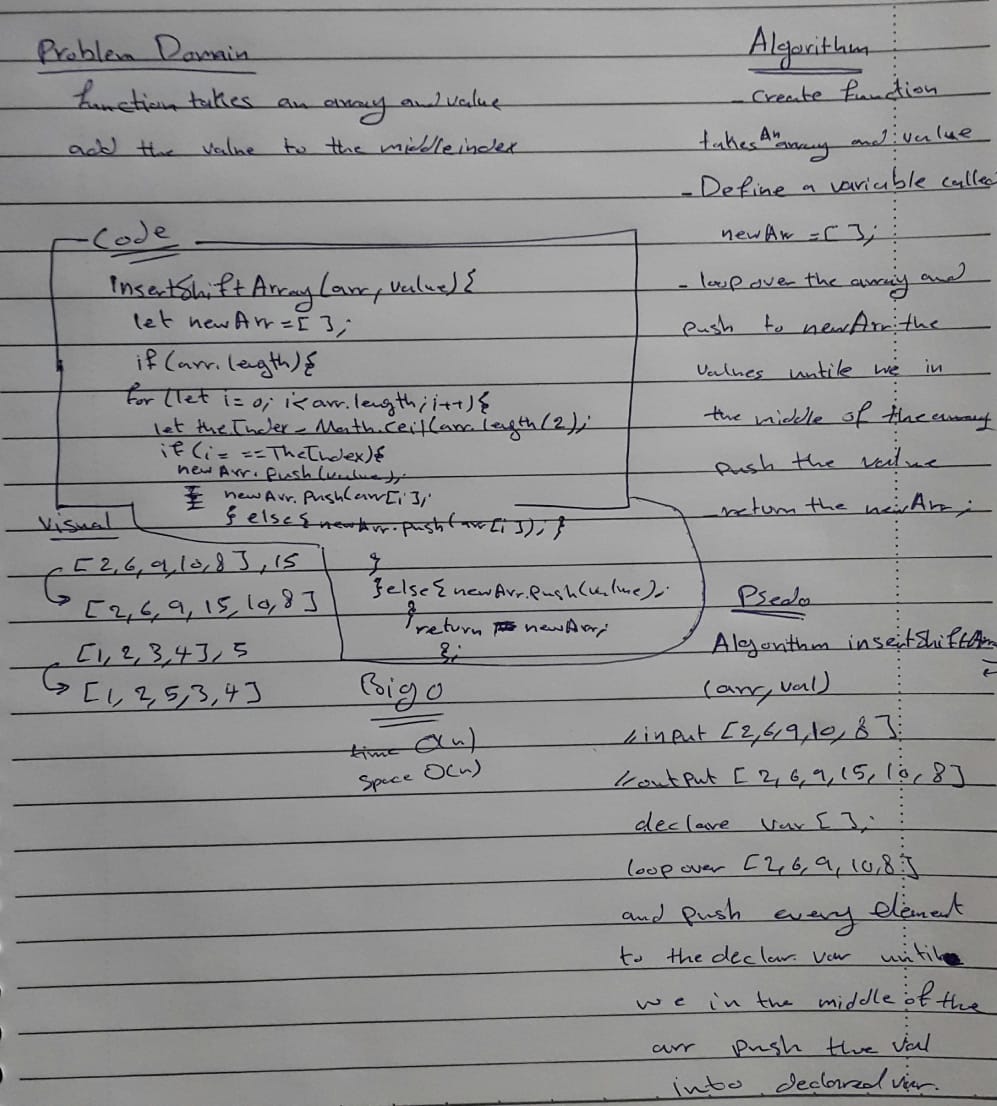 Problem Domain
function takes an array and value
add the value to the middle index
Code
InsertShiftArray(arr, value){
let newArr = [ ];
if (arr.length){
for (let i = 0; i < arr.length; i++){
let theIndex = Math.ceil(arr.length/2);
if (i = == TheIndex){
newArr.push(value);
newArr.push(arr[i];
} else { newArr.push(arr[i]); }
}
} else { newArr.push(value);
}
return newArr;
};
Visual
[2,6,9,10,8], 15
[2,6,9,15,10,8]
[1,2,3,4], 5
[1,2,5,3,4]
Big O
time O(n)
Space O(n)
Algorithm
- Create function
takes An array and value
- Define a variable called
newArr = [ ];
- loop over the array and
push to newArr the
values untile we in
the middle of the array
push the value
return the newArr;
Psedo
Algorithm insertShiftArr
(arr, val)
// input [2,6,9,10,8]
// output [2,6,9,15,10,8]
declare var [ ];
loop over [2,6,9,10,8]
and push every element
to the declar var until
we in the middle of the
arr push the val
into declared var.